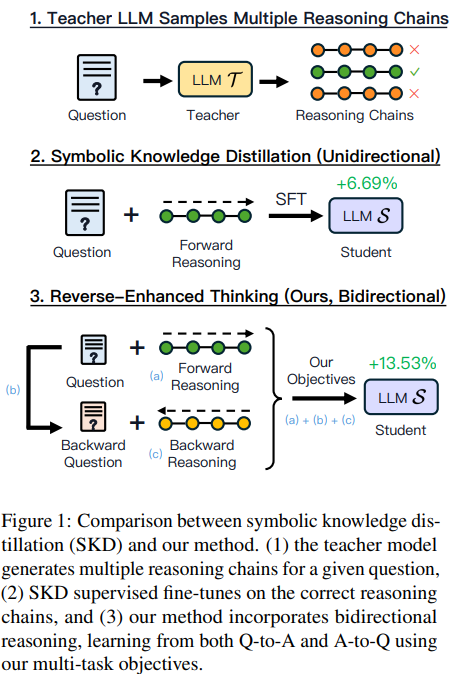 1. Teacher LLM Samples Multiple Reasoning Chains
?
LLM T
Question
Teacher
Reasoning Chains
2. Symbolic Knowledge Distillation (Unidirectional)
+6.69%
?
+
SFT
LLM S
Question
Forward
Reasoning
Student
3. Reverse-Enhanced Thinking (Ours, Bidirectional)
?
+
Question
(a)
Forward
Reasoning
(b)
?
+
Backward
Question
(c)
Backward
Reasoning
Our
Objectives
(a) + (b) + (c)
+13.53%
LLM S
Student
Figure 1: Comparison between symbolic knowledge dis-
tillation (SKD) and our method. (1) the teacher model
generates multiple reasoning chains for a given question,
(2) SKD supervised fine-tunes on the correct reasoning
chains, and (3) our method incorporates bidirectional
reasoning, learning from both Q-to-A and A-to-Q using
our multi-task objectives.